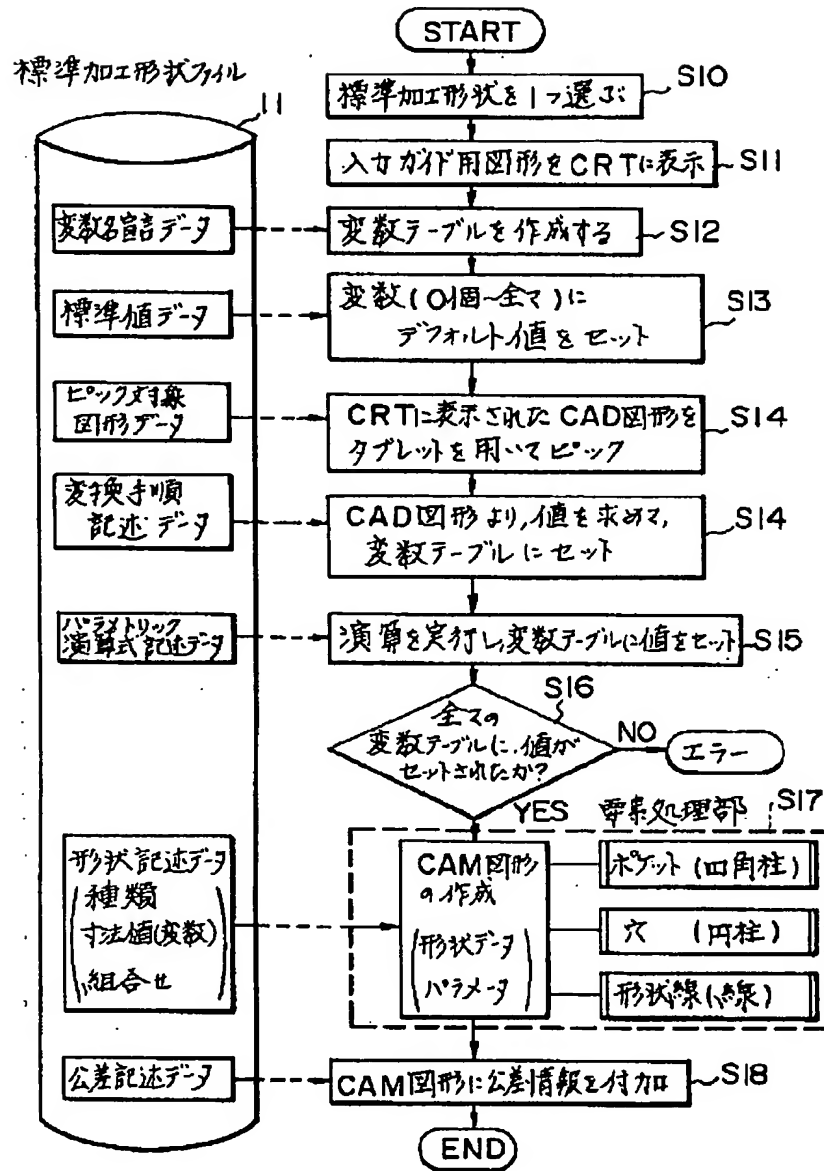 START
標準加工形状ファイル
11
標準加工形状を1つ選ぶ
S10
入力ガイド用図形をCRTに表示
S11
変数名宣言データ
変数テーブルを作成する
S12
標準値データ
変数(0個~全て)に
デフォルト値をセット
S13
ピック対象
図形データ
CRTに表示されたCAD図形を
タブレットを用いてピック
S14
変換手順
記述データ
CAD図形より,値を求めて,
変数テーブルにセット
S14
パラメトリック
演算式記述データ
演算を実行し,変数テーブルに値をセット
S15
S16
全ての
変数テーブルに,値が
セットされたか?
NO
エラー
YES
要素処理部
S17
形状記述データ
種類
寸法値(変数)
組合せ
CAM図形
の作成
(形状データ
パラメータ)
ポケット(四角柱)
穴 (円柱)
形状線(線)
公差記述データ
CAM図形に公差情報を付加
S18
END